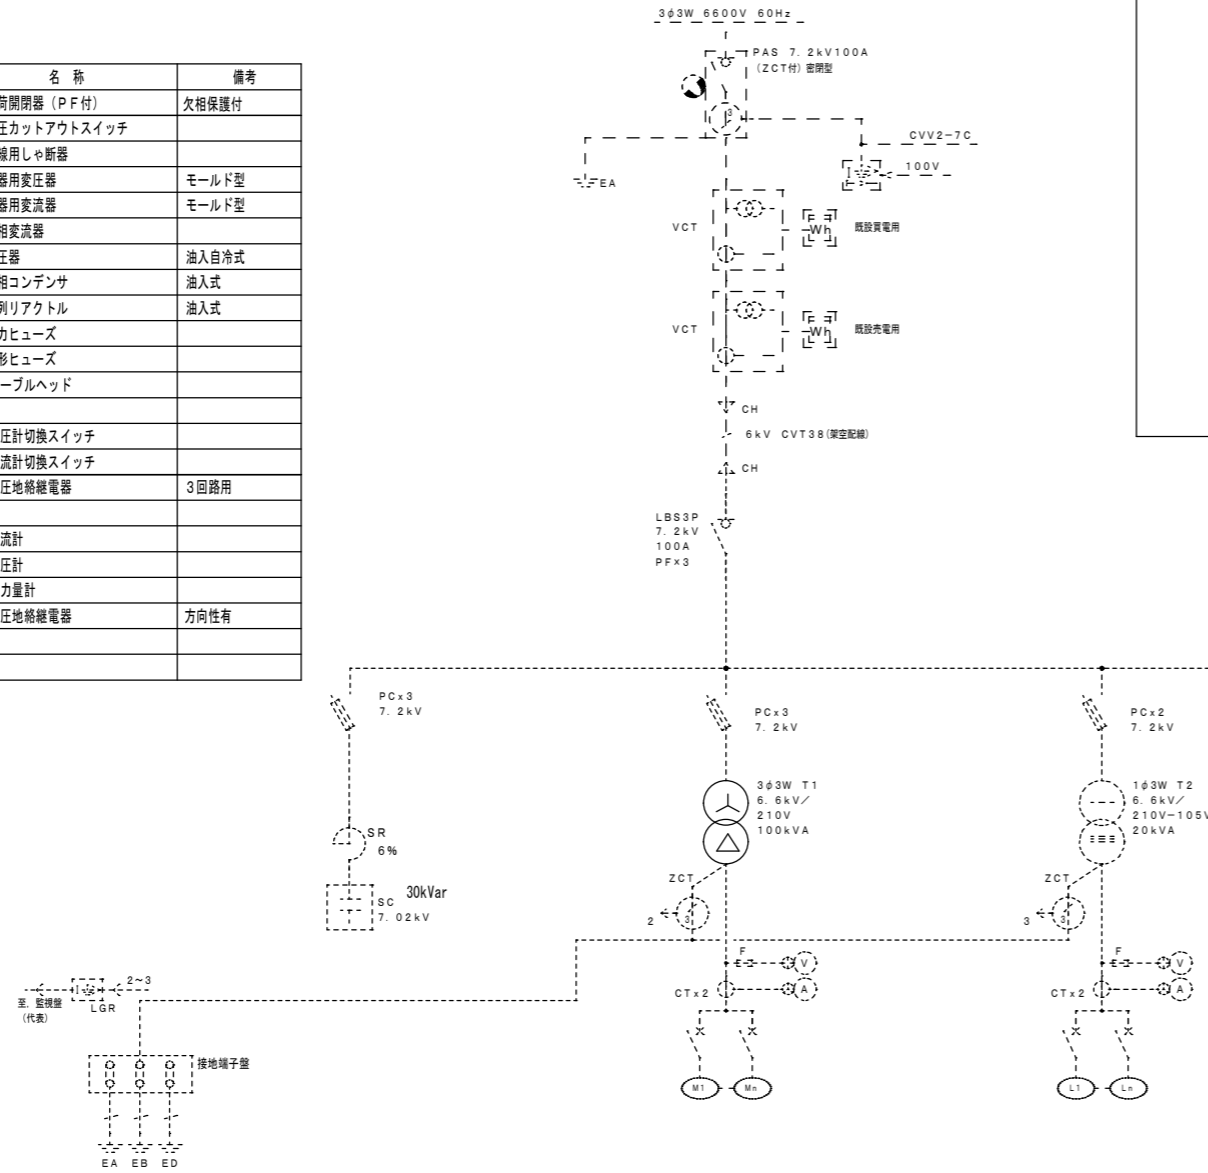 3φ3W 6600V 60Hz
PAS 7.2kV100A
(ZCT付) 密閉型
3
CVV2-7C
100V
EA
VCT
Wh
既設買電用
VCT
Wh
既設売電用
CH
6kV CVT38(架空配線)
CH
LBS3P
7.2kV
100A
PF×3
名 称 備考
荷開閉器(PF付) 欠相保護付
圧カットアウトスイッチ
線用しゃ断器
器用変圧器 モールド型
器用変流器 モールド型
相変流器
圧器 油入自冷式
相コンデンサ 油入式
列リアクトル 油入式
力ヒューズ
形ヒューズ
ーブルヘッド
圧計切換スイッチ
流計切換スイッチ
圧地絡継電器 3回路用
流計
圧計
力量計
圧地絡継電器 方向性有
PCx3
7.2kV
PCx3
7.2kV
PCx2
7.2kV
3φ3W T1
6.6kV/
210V
100kVA
1φ3W T2
6.6kV/
210V-105V
20kVA
SR
6%
SC
30kVar
7.02kV
ZCT
2
3
ZCT
3
3
F
V
CTx2
A
F
V
CTx2
A
M1
Mn
L1
Ln
2~3
至. 監視盤
(代表)
LGR
接地端子盤
EA EB ED